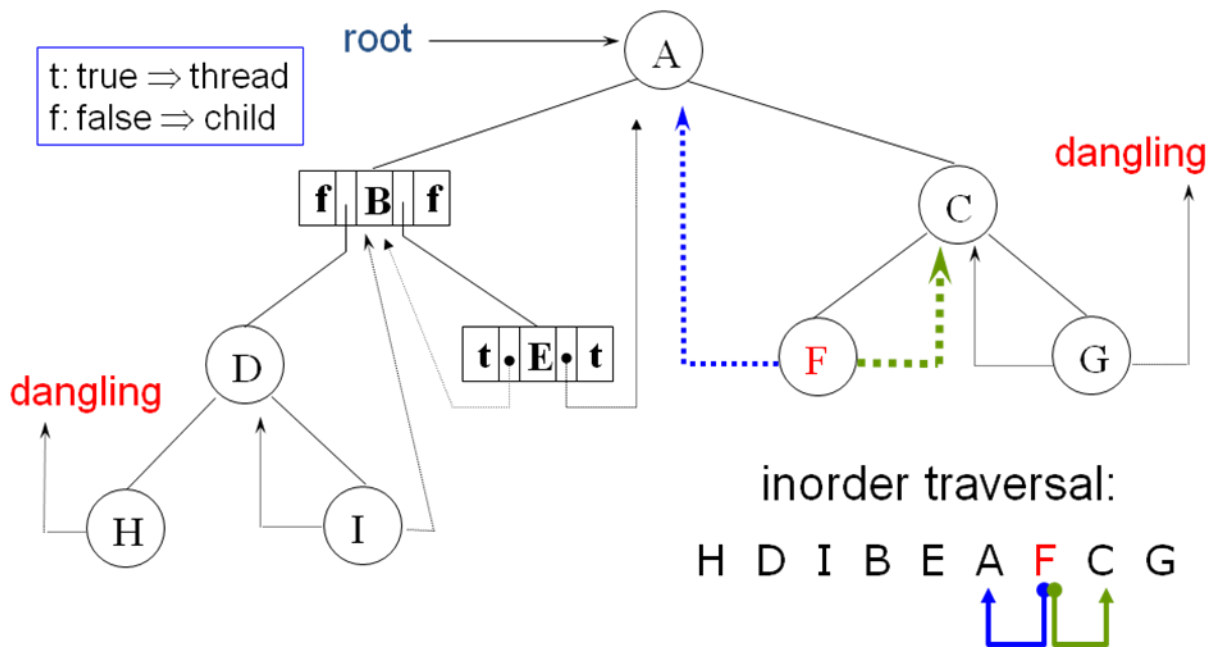 root
A
t: true ⇒ thread
f: false ⇒ child
dangling
f B f
C
D
t E t
F
G
dangling
H
I
inorder traversal:
H D I B E A F C G